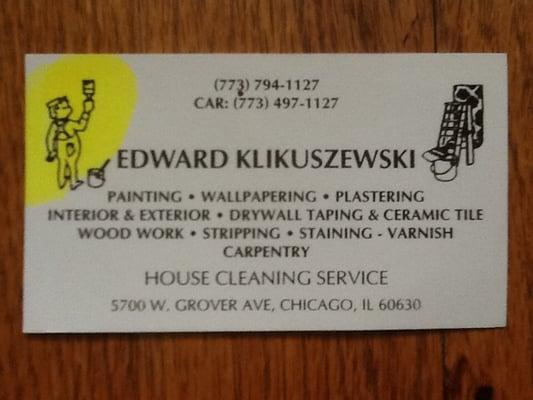 (773) 794-1127
CAR: (773) 497-1127
EDWARD KLIKUSZEWSKI
PAINTING • WALLPAPERING • PLASTERING
INTERIOR & EXTERIOR • DRYWALL TAPING & CERAMIC TILE
WOOD WORK • STRIPPING • STAINING - VARNISH
CARPENTRY
HOUSE CLEANING SERVICE
5700 W. GROVER AVE, CHICAGO, IL 60630